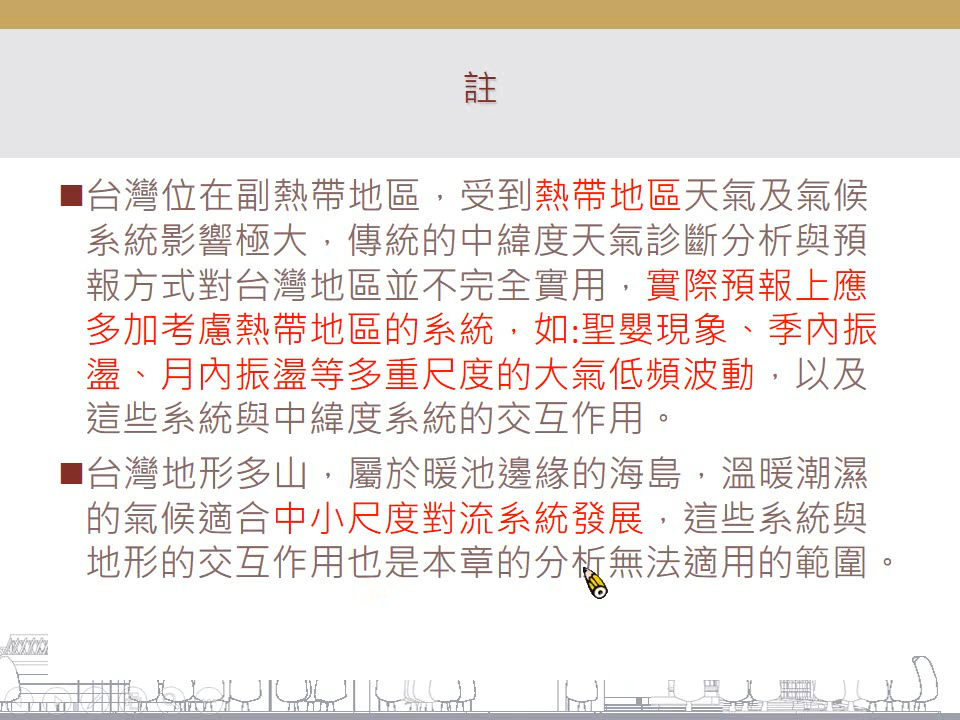 註
■台灣位在副熱帶地區，受到熱帶地區天氣及氣候
系統影響極大，傳統的中緯度天氣診斷分析與預
報方式對台灣地區並不完全實用，實際預報上應
多加考慮熱帶地區的系統，如:聖嬰現象、季內振
盪、月內振盪等多重尺度的大氣低頻波動，以及
這些系統與中緯度系統的交互作用。
■台灣地形多山，屬於暖池邊緣的海島，溫暖潮濕
的氣候適合中小尺度對流系統發展，這些系統與
地形的交互作用也是本章的分析無法適用的範圍。